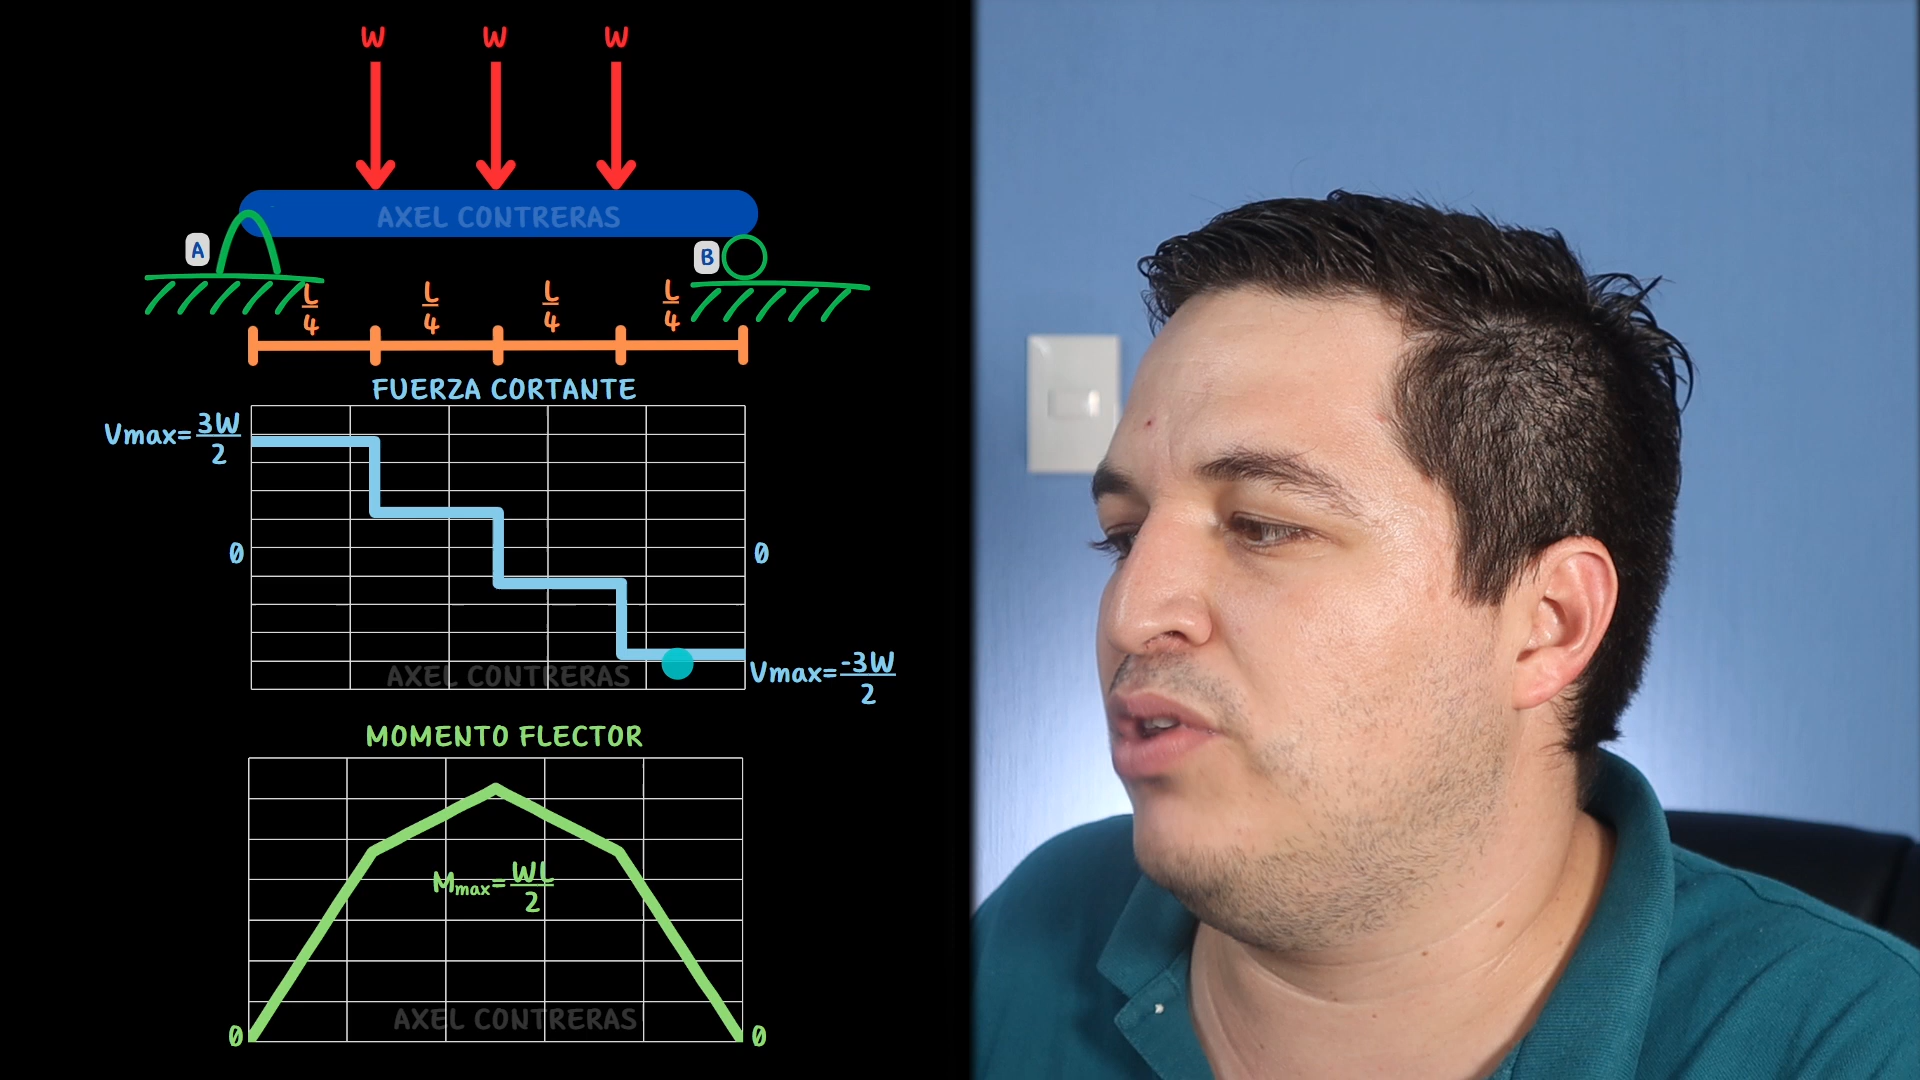 W W W
AXEL CONTRERAS
A
B
L/4 L/4 L/4 L/4
FUERZA CORTANTE
Vmax= 3W/2
0
0
AXEL CONTRERAS
Vmax= -3W/2
MOMENTO FLECTOR
Mmax= WL/2
AXEL CONTRERAS
0
0